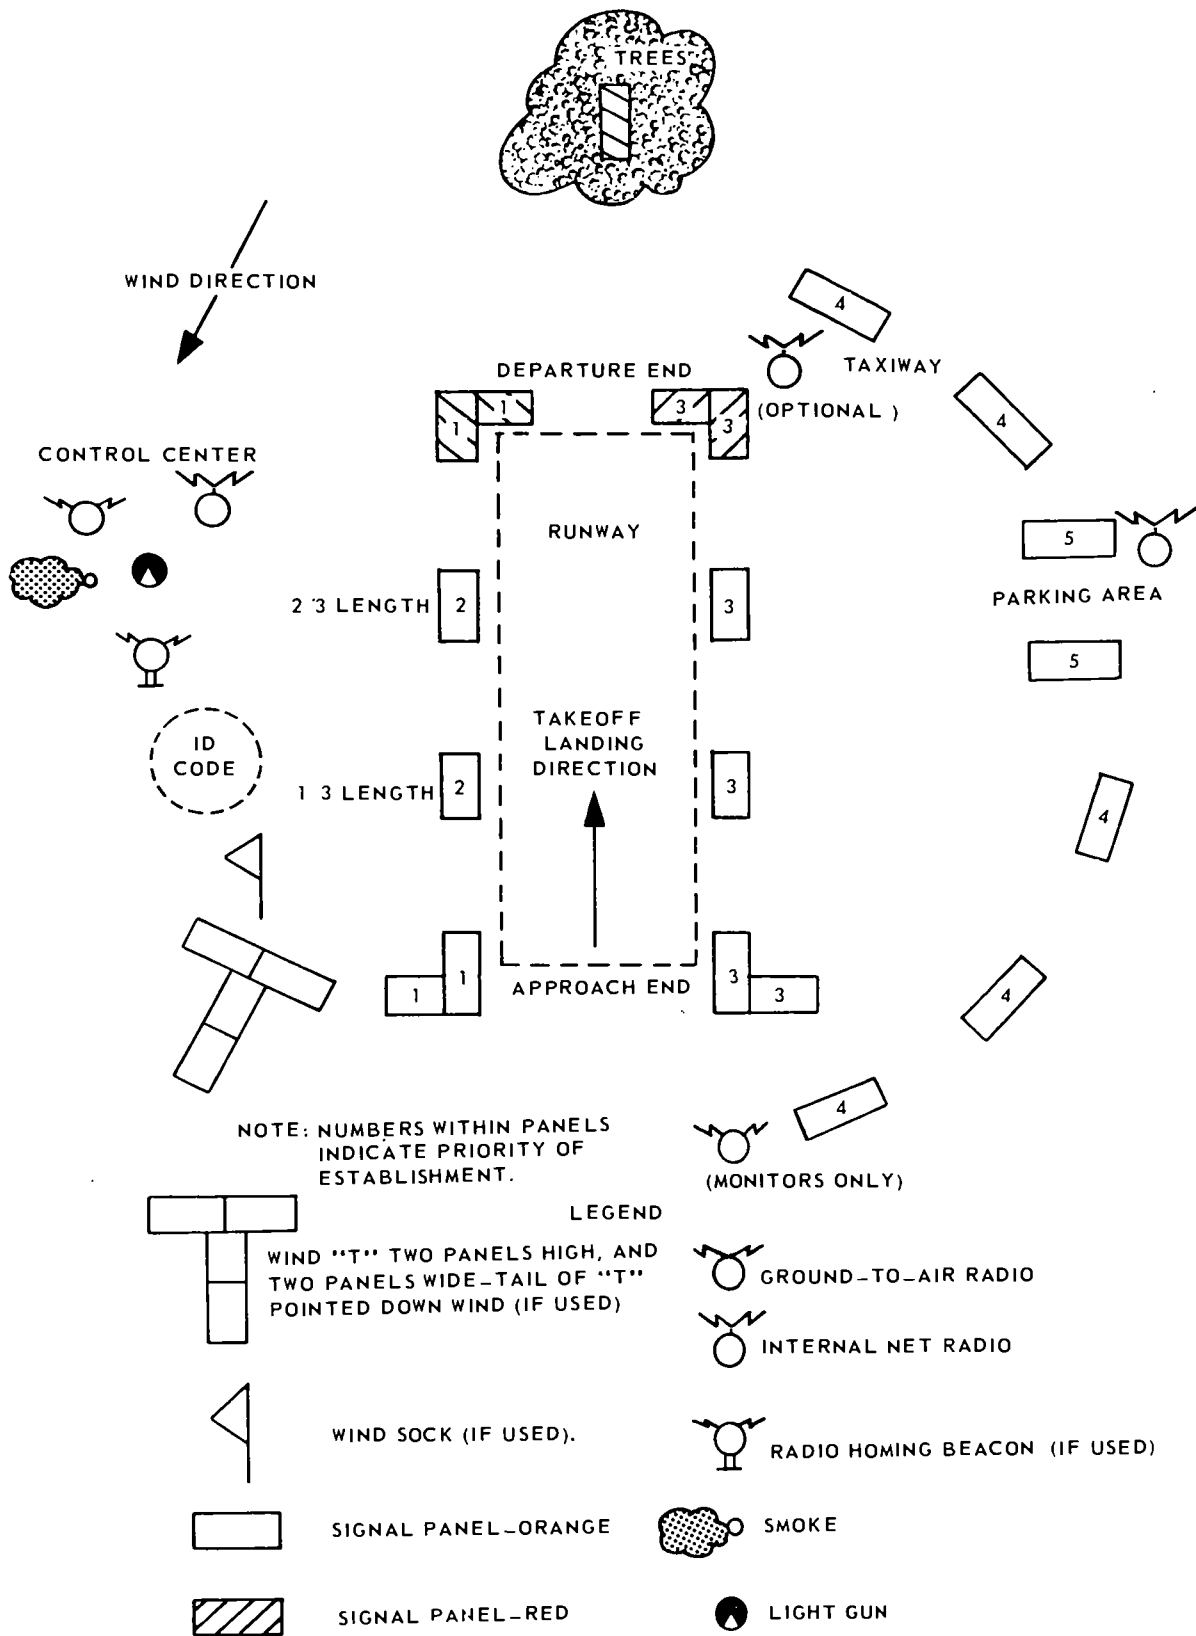 TREES
WIND DIRECTION
4
DEPARTURE END
TAXIWAY
1
3
(OPTIONAL )
1
3
4
CONTROL CENTER
RUNWAY
5
PARKING AREA
2 3 LENGTH
2
3
5
TAKEOFF
LANDING
DIRECTION
ID
CODE
1 3 LENGTH
2
3
4
1
3
1
3
APPROACH END
4
4
NOTE: NUMBERS WITHIN PANELS
INDICATE PRIORITY OF
ESTABLISHMENT.
(MONITORS ONLY)
LEGEND
WIND "T" TWO PANELS HIGH, AND
TWO PANELS WIDE-TAIL OF "T"
POINTED DOWN WIND (IF USED)
GROUND-TO-AIR RADIO
INTERNAL NET RADIO
WIND SOCK (IF USED).
RADIO HOMING BEACON (IF USED)
SIGNAL PANEL-ORANGE
SMOKE
SIGNAL PANEL-RED
LIGHT GUN